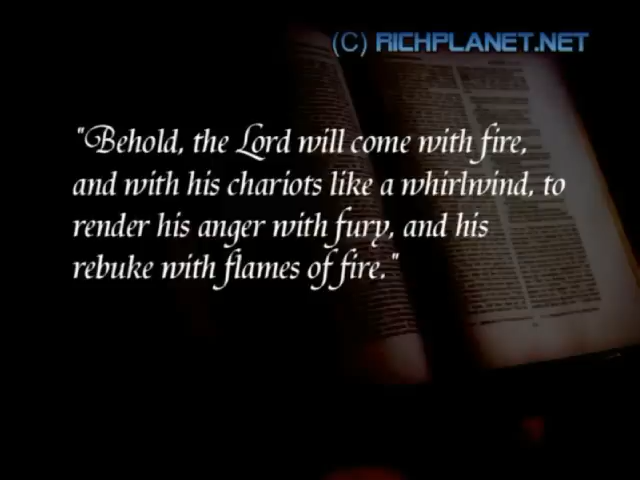 (C) RICHPLANET.NET
"Behold, the Lord will come with fire,
and with his chariots like a whirlwind, to
render his anger with fury, and his
rebuke with flames of fire."